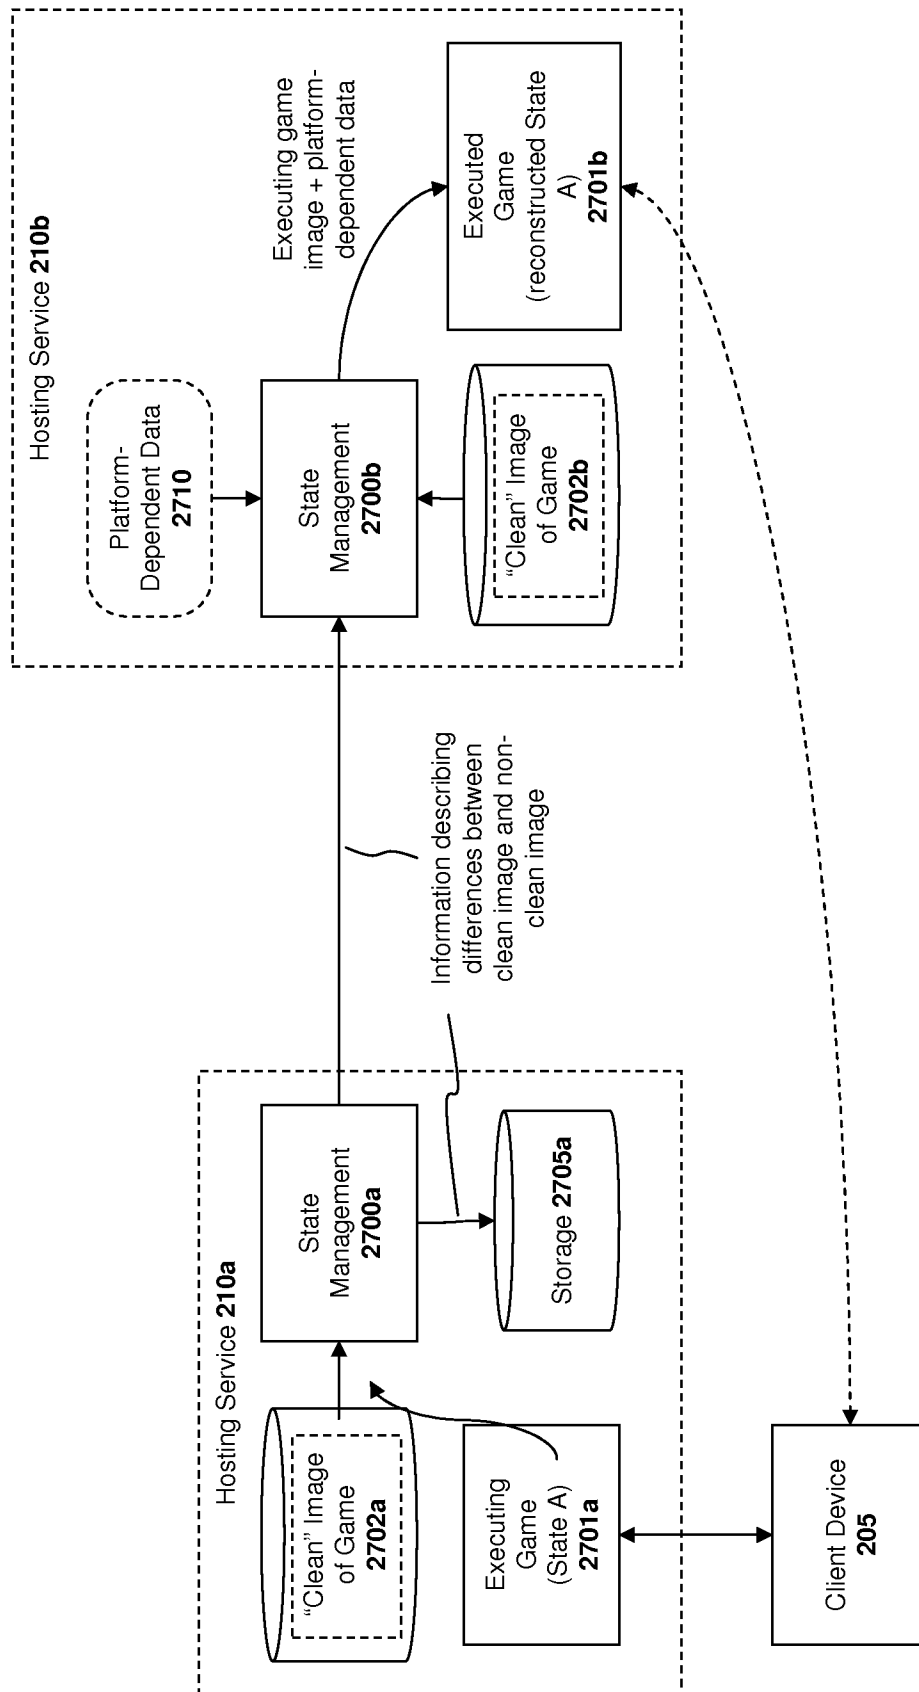 Hosting Service 210a
"Clean" Image
of Game
2702a
State
Management
2700a
Executing
Game
(State A)
2701a
Storage 2705a
Client Device
205
Information describing
differences between
clean image and non-
clean image
Hosting Service 210b
Platform-
Dependent Data
2710
State
Management
2700b
"Clean" Image
of Game
2702b
Executing game
image + platform-
dependent data
Executed
Game
(reconstructed State
A)
2701b